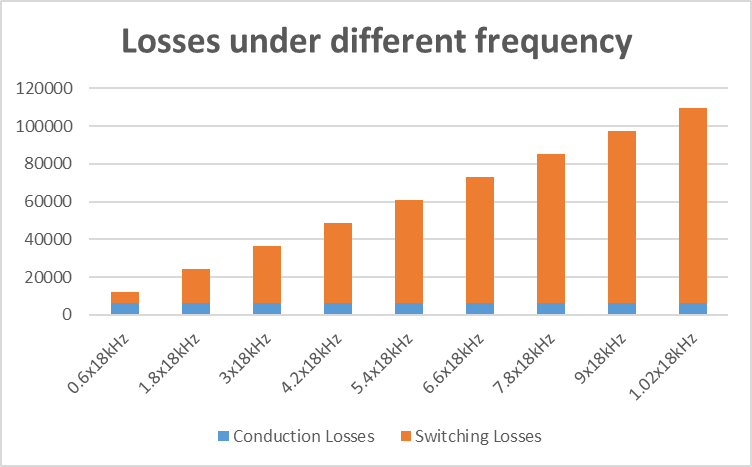 Losses under different frequency
120000
100000
80000
60000
40000
20000
0
0.6x18kHz
1.8x18kHz
3x18kHz
4.2x18kHz
5.4x18kHz
6.6x18kHz
7.8x18kHz
9x18kHz
1.02x18kHz
Conduction Losses
Switching Losses